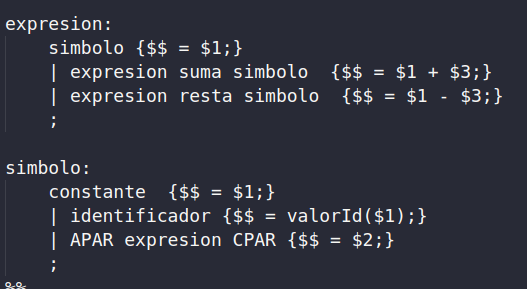 expresion:
simbolo {$$ = $1;}
| expresion suma simbolo  {$$ = $1 + $3;}
| expresion resta simbolo  {$$ = $1 - $3;}
;
simbolo:
constante  {$$ = $1;}
| identificador {$$ = valorId($1);}
| APAR expresion CPAR {$$ = $2;}
;
%%